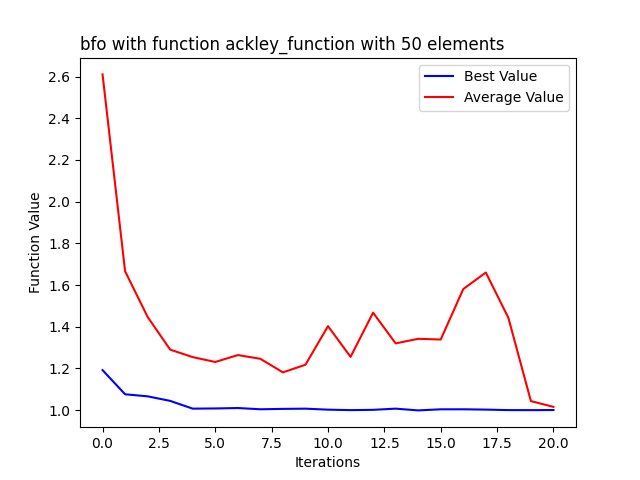 bfo with function ackley_function with 50 elements
Best Value
Average Value
Function Value
2.6
2.4
2.2
2.0
1.8
1.6
1.4
1.2
1.0
0.0 2.5 5.0 7.5 10.0 12.5 15.0 17.5 20.0
Iterations